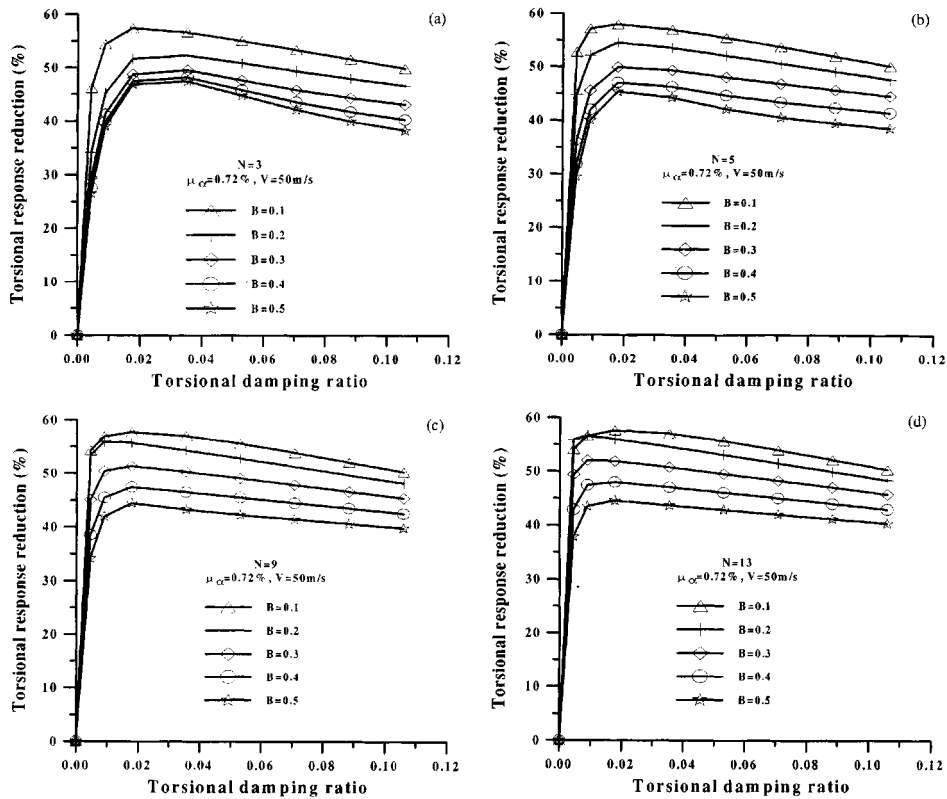 (a)
Torsional response reduction (%)
60
50
40
30
20
10
0
N=3
μα=0.72%, V=50m/s
B=0.1
B=0.2
B=0.3
B=0.4
B=0.5
0.00 0.02 0.04 0.06 0.08 0.10 0.12
Torsional damping ratio
(b)
Torsional response reduction (%)
60
50
40
30
20
10
0
N=5
μα=0.72%, V=50m/s
B=0.1
B=0.2
B=0.3
B=0.4
B=0.5
0.00 0.02 0.04 0.06 0.08 0.10 0.12
Torsional damping ratio
(c)
Torsional response reduction (%)
60
50
40
30
20
10
0
N=9
μα=0.72%, V=50m/s
B=0.1
B=0.2
B=0.3
B=0.4
B=0.5
0.00 0.02 0.04 0.06 0.08 0.10 0.12
Torsional damping ratio
(d)
Torsional response reduction (%)
60
50
40
30
20
10
0
N=13
μα=0.72%, V=50m/s
B=0.1
B=0.2
B=0.3
B=0.4
B=0.5
0.00 0.02 0.04 0.06 0.08 0.10 0.12
Torsional damping ratio